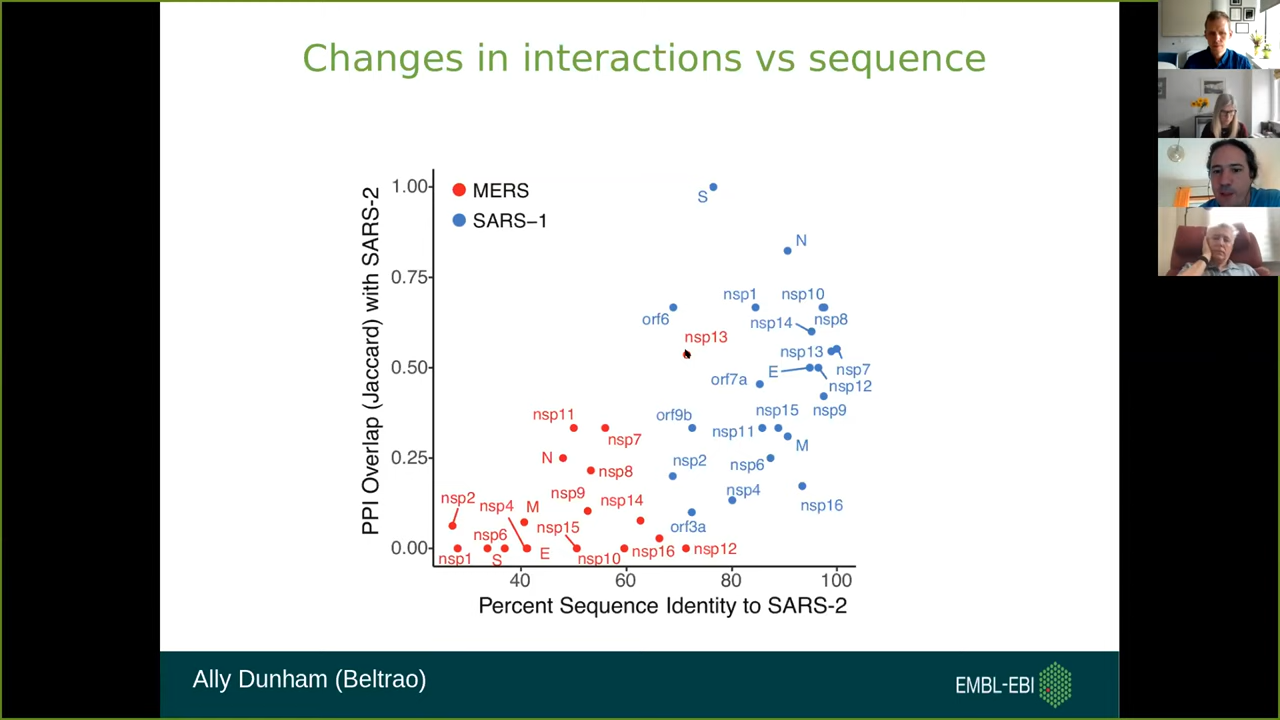 Changes in interactions vs sequence
PPI Overlap (Jaccard) with SARS-2
1.00
0.75
0.50
0.25
0.00
MERS
SARS−1
S
N
nsp1
nsp10
orf6
nsp14
nsp8
nsp13
nsp13
nsp7
E
nsp12
orf7a
nsp9
nsp11
orf9b
nsp15
nsp7
nsp11
M
N
nsp8
nsp2
nsp6
nsp9
nsp14
nsp4
nsp16
nsp2
nsp4
M
nsp15
orf3a
nsp6
nsp1
S
E
nsp10
nsp16
nsp12
40
60
80
100
Percent Sequence Identity to SARS-2
Ally Dunham (Beltrao)
EMBL-EBI